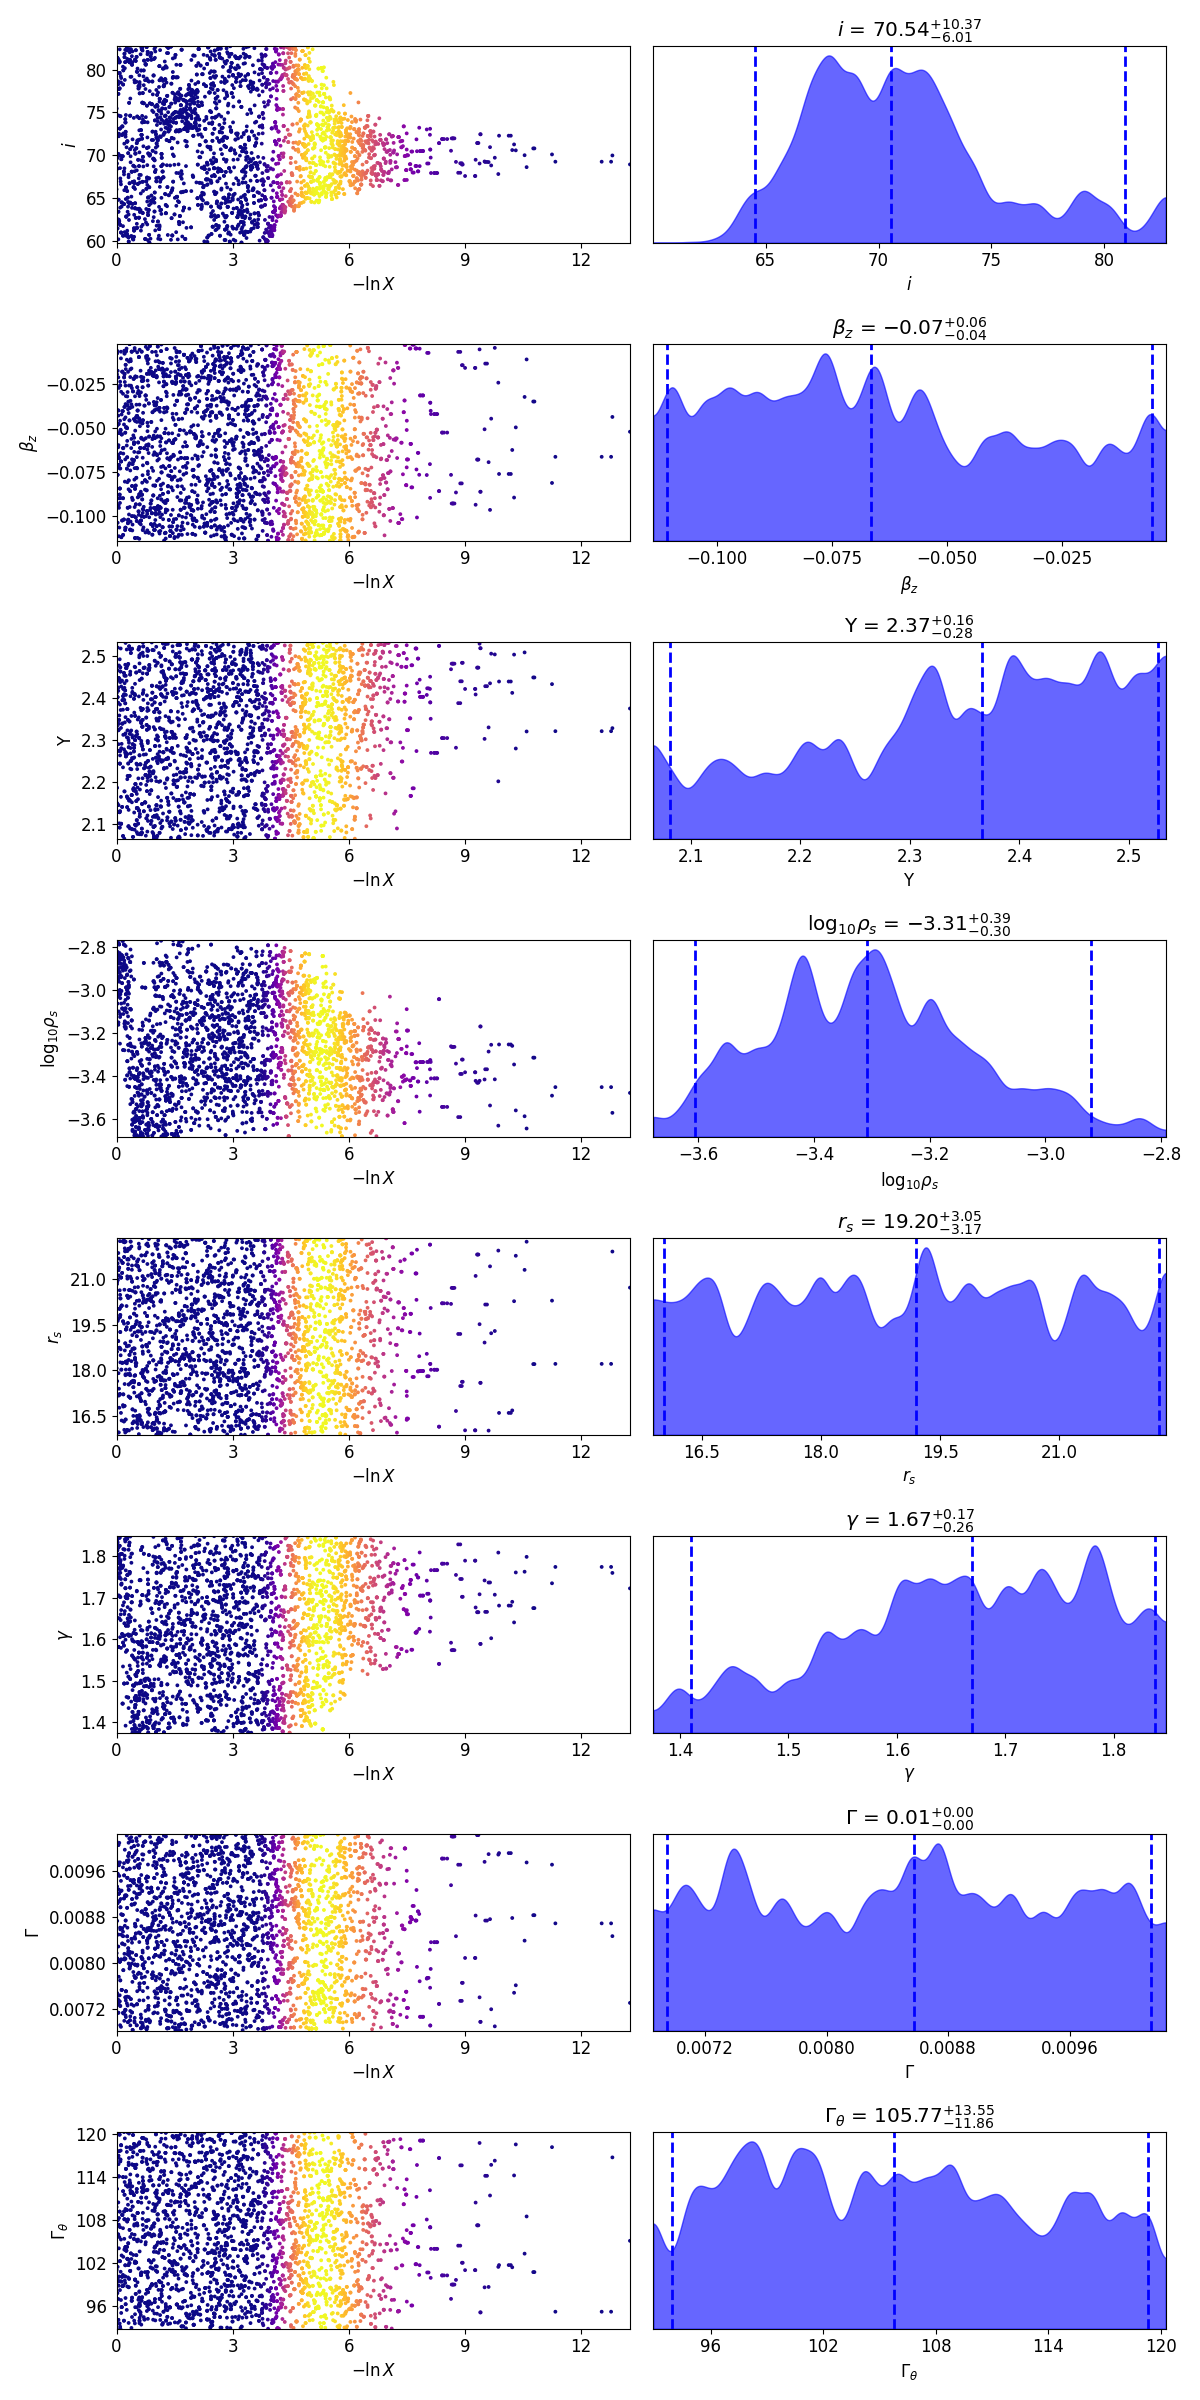 i = 70.54 +10.37 −6.01
80
75
70
65
60
i
0 3 6 9 12
65 70 75 80
−ln X
i
β_z = −0.07 +0.06 −0.04
−0.025
−0.050
−0.075
−0.100
β_z
0 3 6 9 12
−0.100 −0.075 −0.050 −0.025
−ln X
β_z
Υ = 2.37 +0.16 −0.28
2.5
2.4
2.3
2.2
2.1
Υ
0 3 6 9 12
2.1 2.2 2.3 2.4 2.5
−ln X
Υ
log₁₀ρ_s = −3.31 +0.39 −0.30
−2.8
−3.0
−3.2
−3.4
−3.6
log₁₀ρ_s
0 3 6 9 12
−3.6 −3.4 −3.2 −3.0 −2.8
−ln X
log₁₀ρ_s
r_s = 19.20 +3.05 −3.17
21.0
19.5
18.0
16.5
r_s
0 3 6 9 12
16.5 18.0 19.5 21.0
−ln X
r_s
γ = 1.67 +0.17 −0.26
1.8
1.7
1.6
1.5
1.4
γ
0 3 6 9 12
1.4 1.5 1.6 1.7 1.8
−ln X
γ
Γ = 0.01 +0.00 −0.00
0.0096
0.0088
0.0080
0.0072
Γ
0 3 6 9 12
0.0072 0.0080 0.0088 0.0096
−ln X
Γ
Γ_θ = 105.77 +13.55 −11.86
120
114
108
102
96
Γ_θ
0 3 6 9 12
96 102 108 114 120
−ln X
Γ_θ